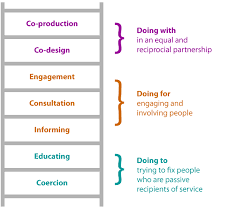 Co-production
Co-design
Engagement
Consultation
Informing
Educating
Coercion
Doing with
in an equal and
reciprocial partnership
Doing for
engaging and
involving people
Doing to
trying to fix people
who are passive
recipients of service